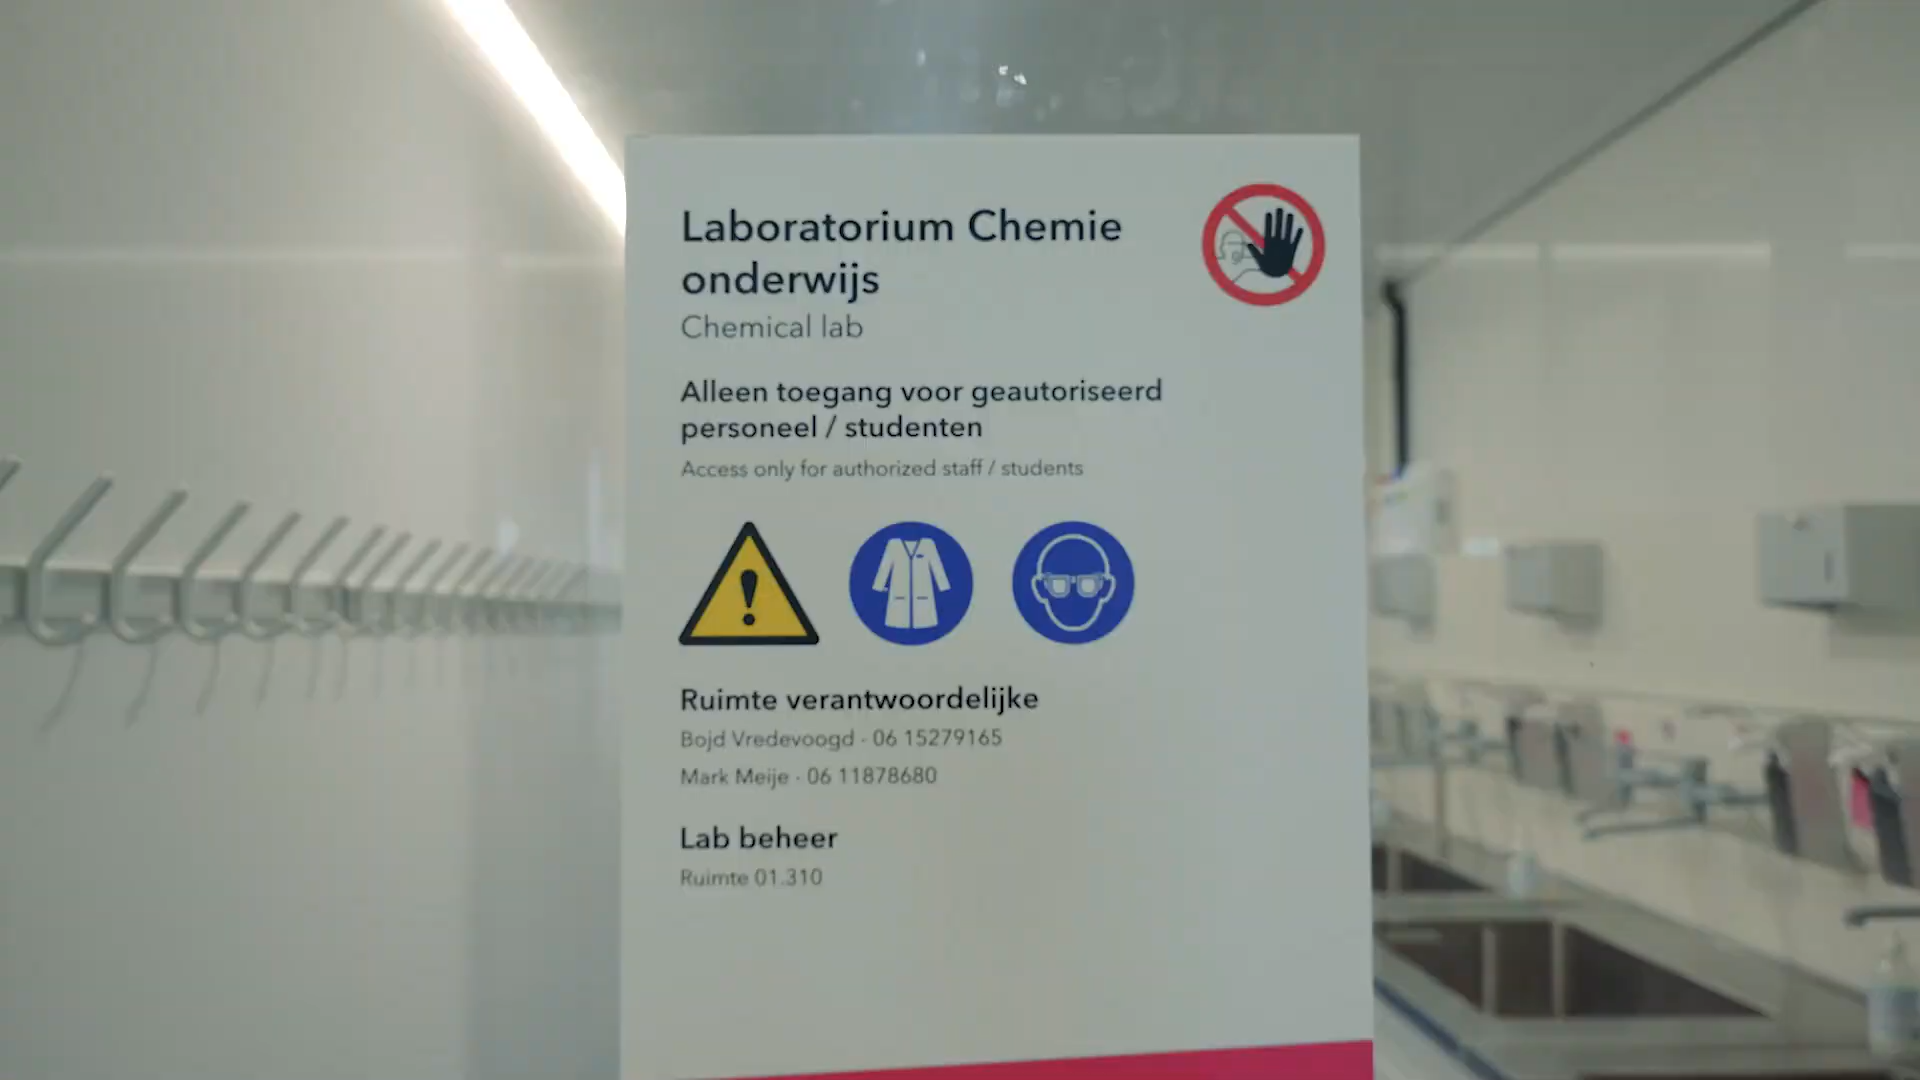 Laboratorium Chemie
onderwijs
Chemical lab
Alleen toegang voor geautoriseerd
personeel / studenten
Access only for authorized staff / students
Ruimte verantwoordelijke
Bojd Vredevoogd · 06 15279165
Mark Meije · 06 11878680
Lab beheer
Ruimte 01.310